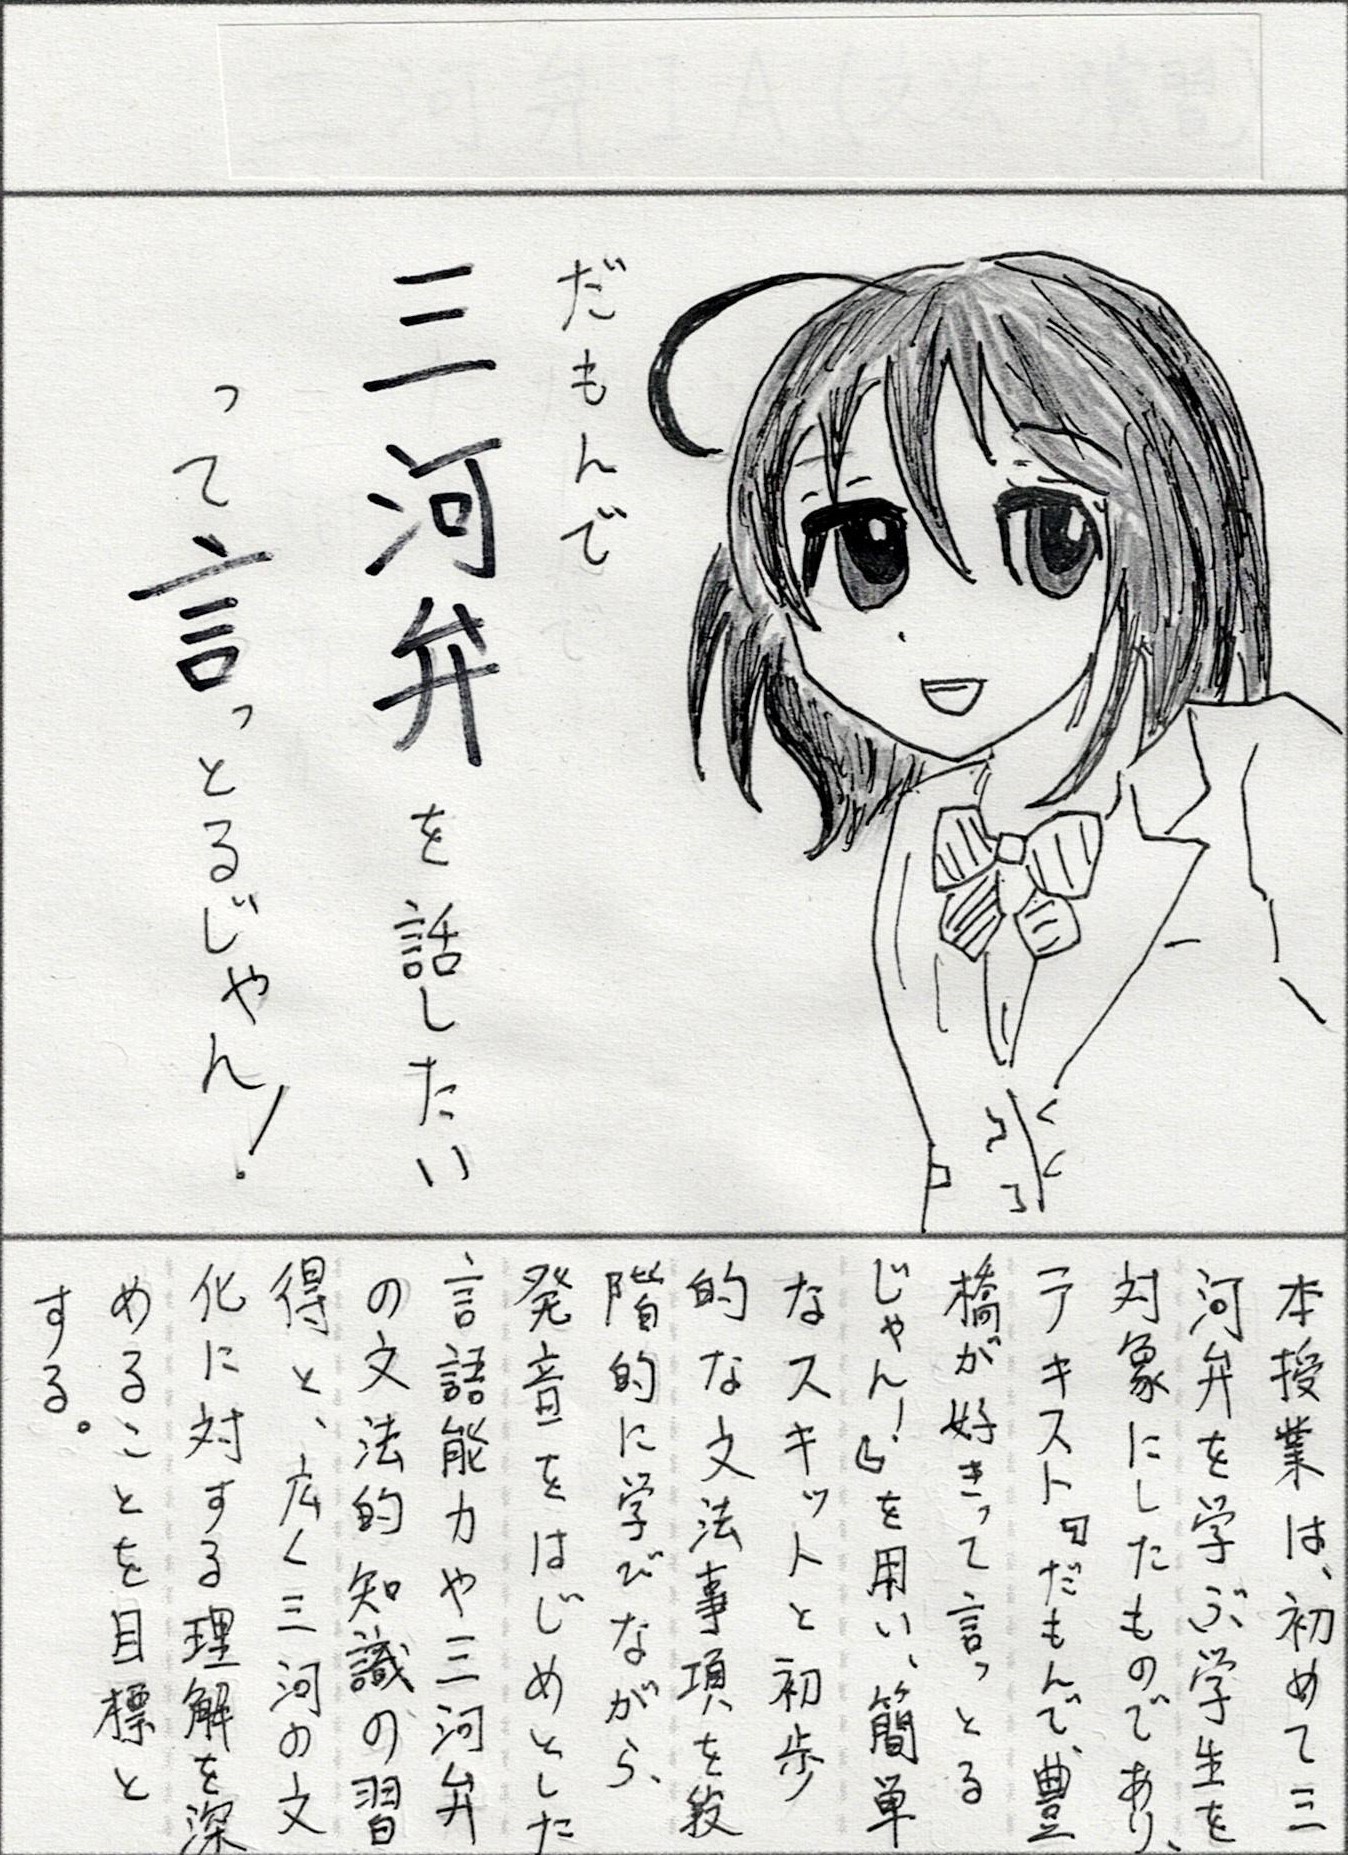 だもんで
三河弁を話したい
って言っとるじゃん!
本授業は、初めて三
河弁を学ぶ学生を
対象にしたものであり、
テキスト『だもんで、豊
橋が好きって言っとる
じゃん!』を用い、簡単
なスキットと初歩
的な文法事項を段
階的に学びながら、
発音をはじめとした
言語能力や三河弁
の文法的知識の習
得と、広く三河の文
化に対する理解を深
めることを目標と
する。